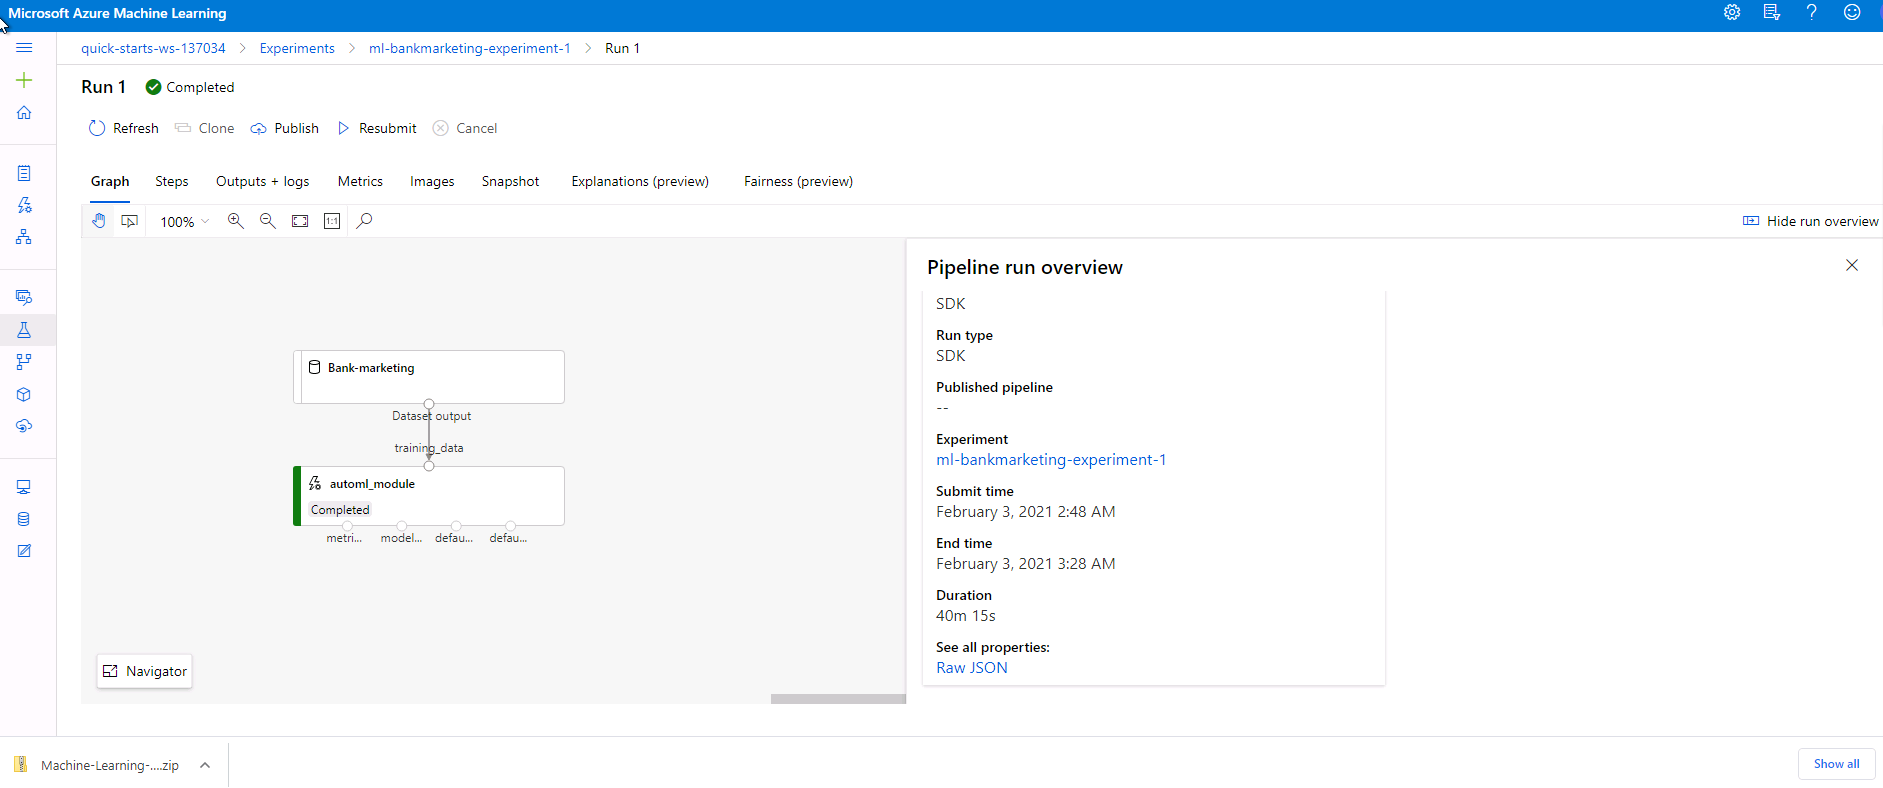 Microsoft Azure Machine Learning
quick-starts-ws-137034 > Experiments > ml-bankmarketing-experiment-1 > Run 1
Run 1 Completed
Refresh Clone Publish Resubmit Cancel
Graph Steps Outputs + logs Metrics Images Snapshot Explanations (preview) Fairness (preview)
100% 1:1 Hide run overview
Bank-marketing
Dataset output
training_data
automl_module
Completed
metri... model... defau... defau...
Navigator
Pipeline run overview
SDK
Run type
SDK
Published pipeline
--
Experiment
ml-bankmarketing-experiment-1
Submit time
February 3, 2021 2:48 AM
End time
February 3, 2021 3:28 AM
Duration
40m 15s
See all properties:
Raw JSON
Machine-Learning-....zip
Show all